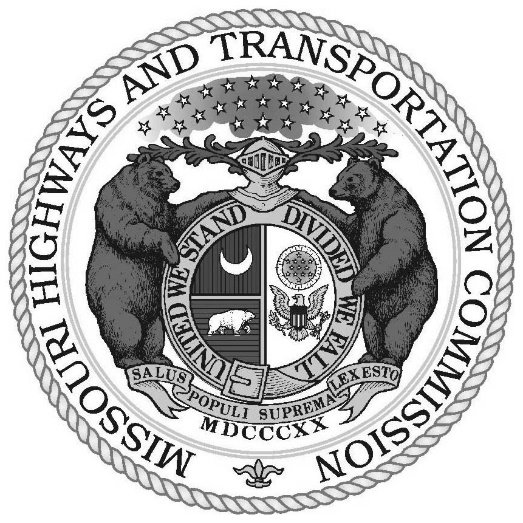 MISSOURI HIGHWAYS AND TRANSPORTATION COMMISSION
UNITED WE STAND DIVIDED WE FALL
SALUS POPULI SUPREMA LEX ESTO
MDCCCXX